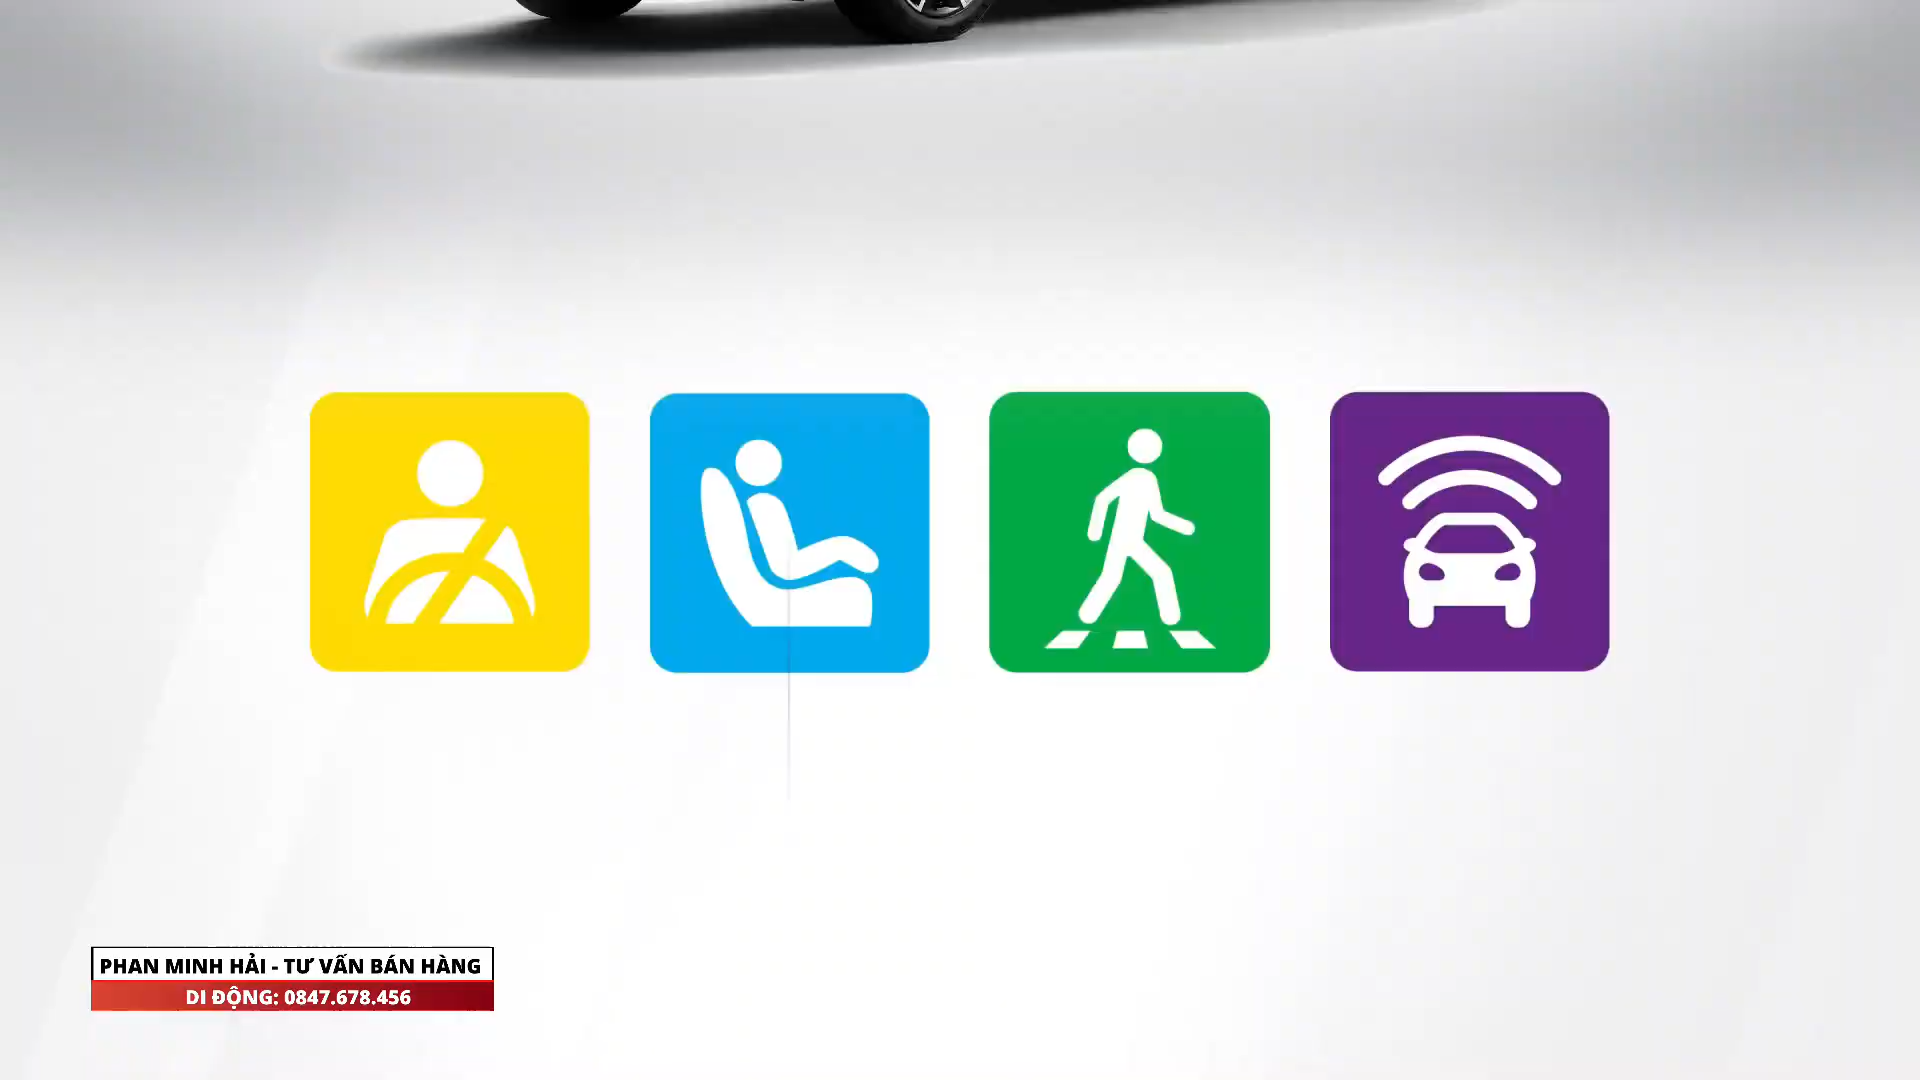 PHAN MINH HẢI - TƯ VẤN BÁN HÀNG
DI ĐỘNG: 0847.678.456